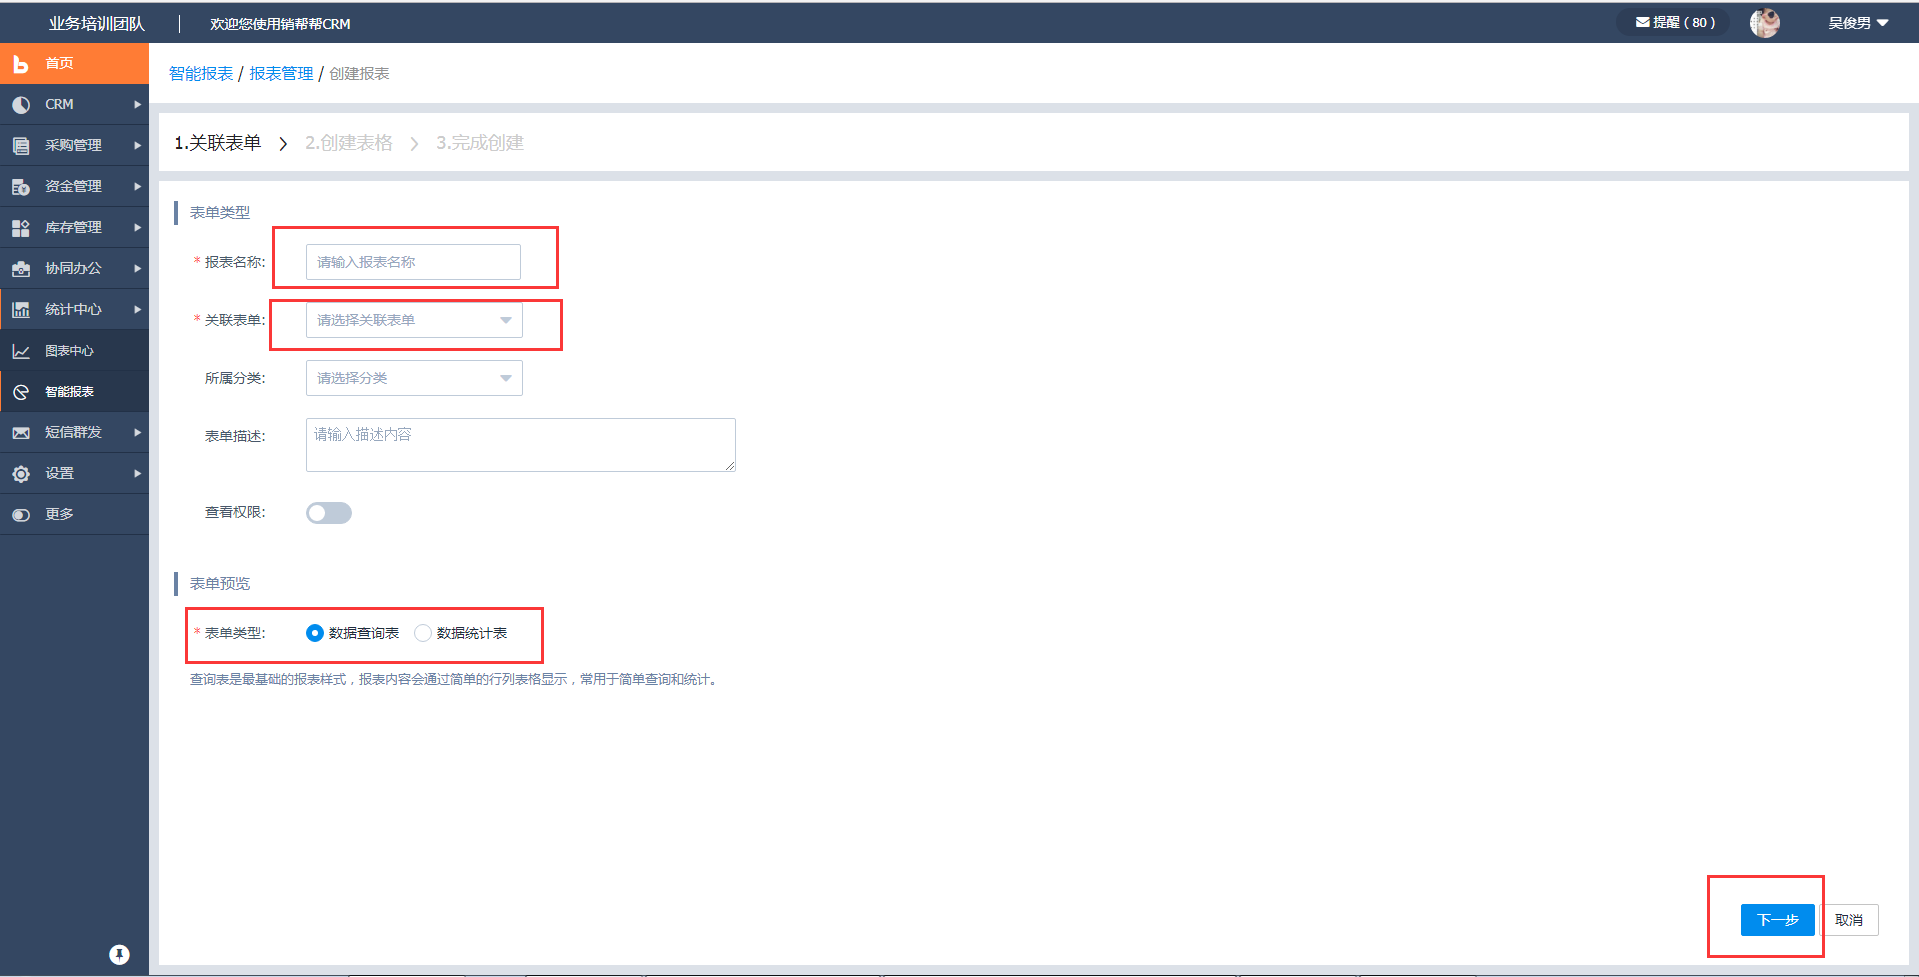 业务培训团队 欢迎您使用销帮帮CRM 提醒 ( 80 ) 吴俊男
首页
CRM
采购管理
资金管理
库存管理
协同办公
统计中心
图表中心
智能报表
短信群发
设置
更多
智能报表 / 报表管理 / 创建报表
1.关联表单 2.创建表格 3.完成创建
表单类型
* 报表名称: 请输入报表名称
* 关联表单: 请选择关联表单
所属分类: 请选择分类
表单描述: 请输入描述内容
查看权限:
表单预览
* 表单类型: 数据查询表 数据统计表
查询表是最基础的报表样式，报表内容会通过简单的行列表格显示，常用于简单查询和统计。
下一步 取消